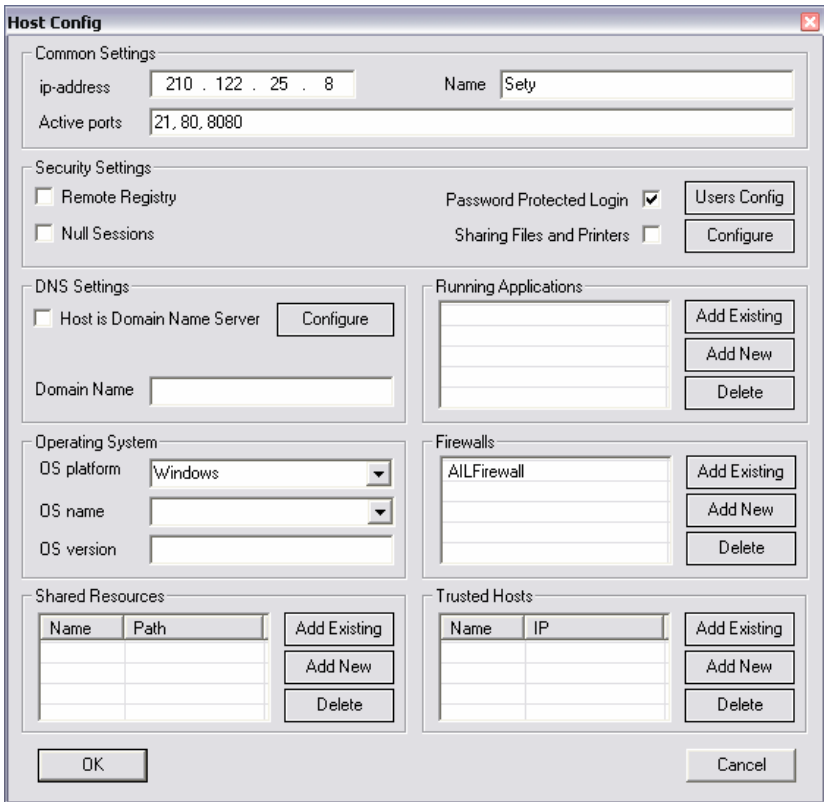 Host Config
Common Settings
ip-address 210 . 122 . 25 . 8 Name Sety
Active ports 21, 80, 8080
Security Settings
Remote Registry Password Protected Login Users Config
Null Sessions Sharing Files and Printers Configure
DNS Settings
Host is Domain Name Server Configure
Domain Name
Running Applications
Add Existing
Add New
Delete
Operating System
OS platform Windows
OS name
OS version
Firewalls
AILFirewall Add Existing
Add New
Delete
Shared Resources
Name Path Add Existing
Add New
Delete
Trusted Hosts
Name IP Add Existing
Add New
Delete
OK Cancel